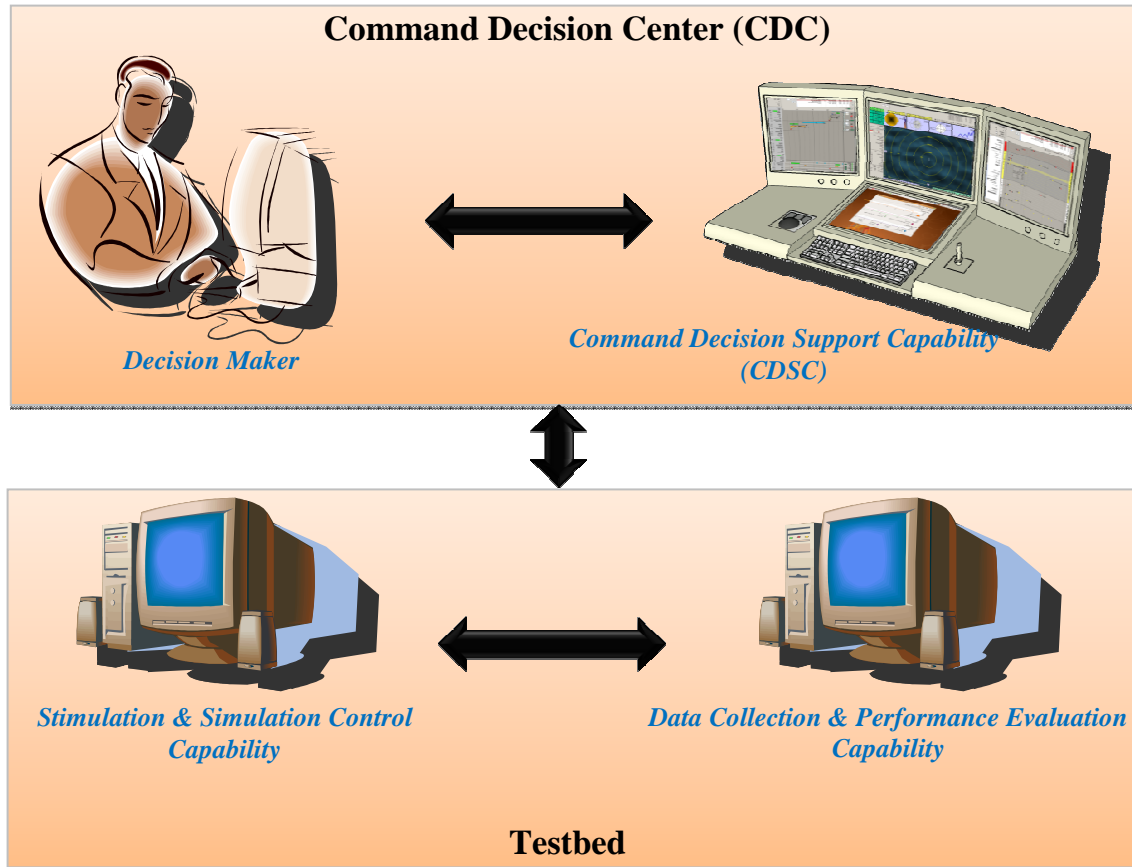 Command Decision Center (CDC)
Decision Maker
Command Decision Support Capability
(CDSC)
Stimulation & Simulation Control
Capability
Data Collection & Performance Evaluation
Capability
Testbed